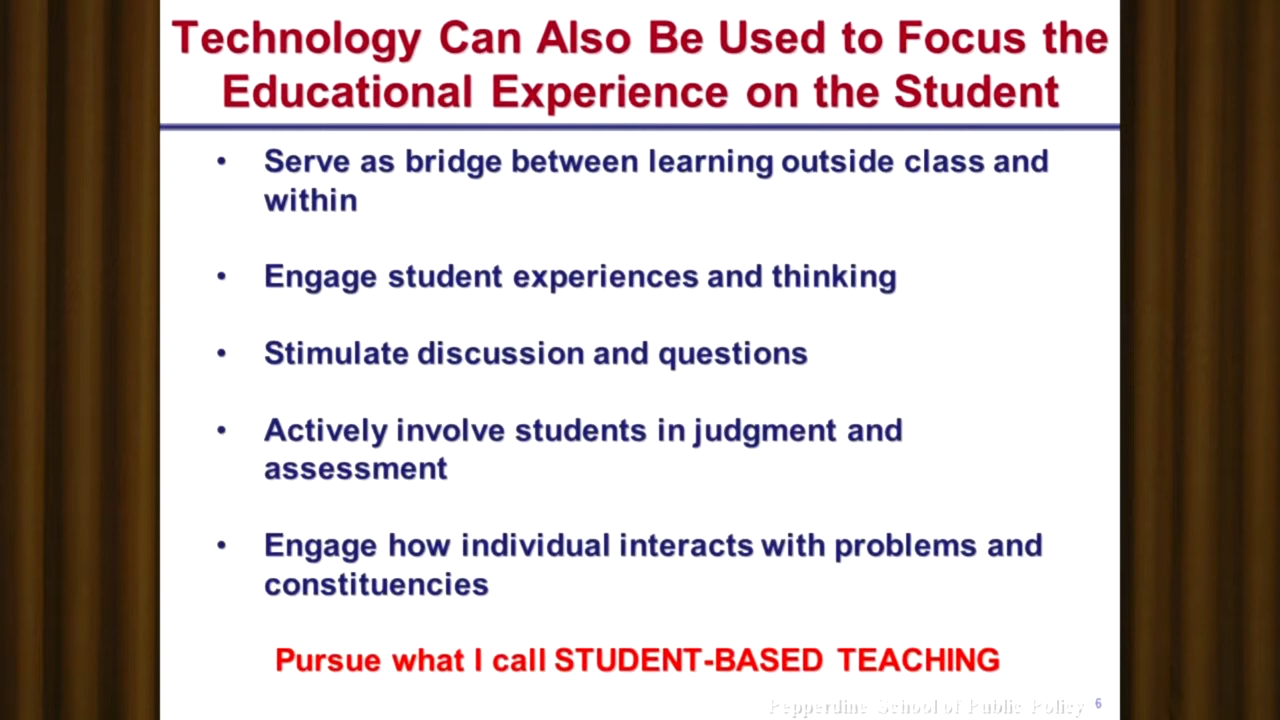 Technology Can Also Be Used to Focus the
Educational Experience on the Student
• Serve as bridge between learning outside class and
within
• Engage student experiences and thinking
• Stimulate discussion and questions
• Actively involve students in judgment and
assessment
• Engage how individual interacts with problems and
constituencies
Pursue what I call STUDENT-BASED TEACHING
Pepperdine School of Public Policy 6